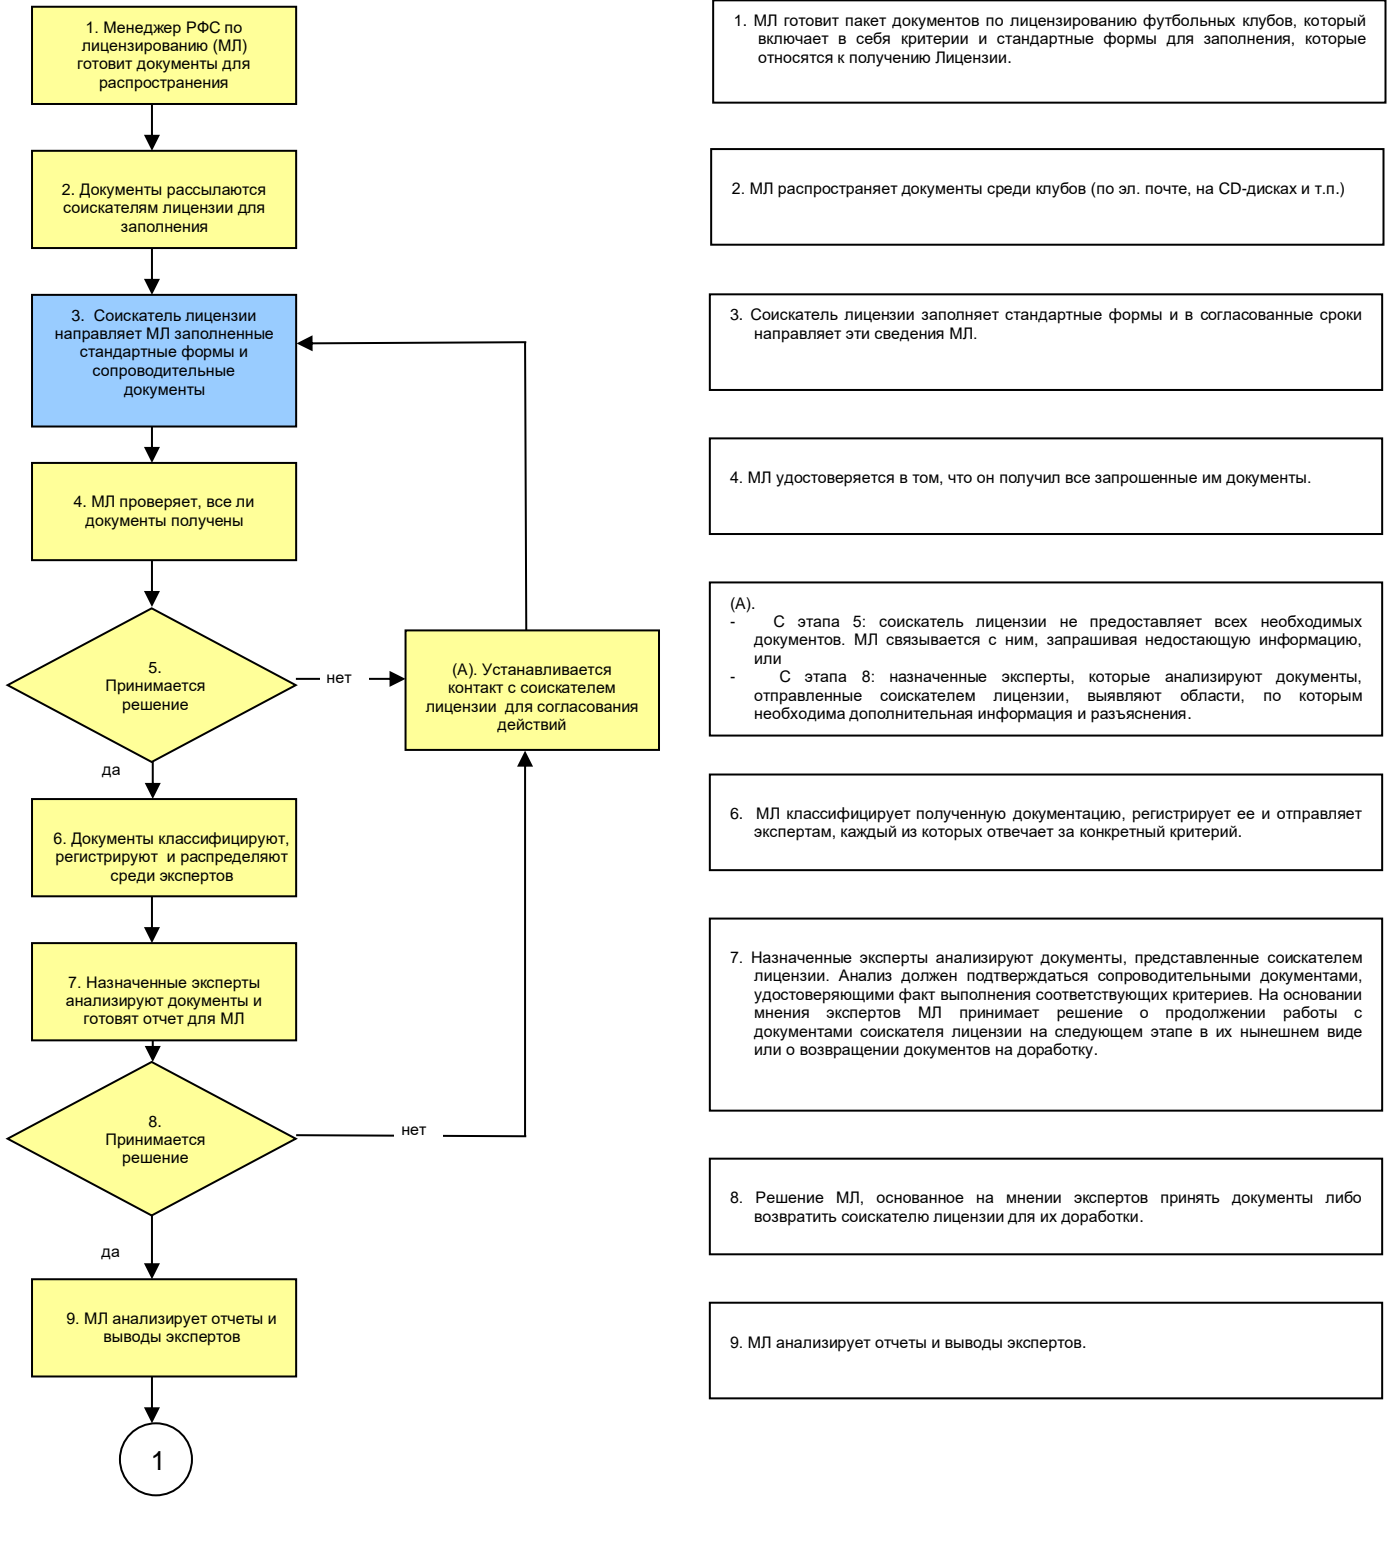 1. Менеджер РФС по
лицензированию (МЛ)
готовит документы для
распространения
1. МЛ готовит пакет документов по лицензированию футбольных клубов, который
включает в себя критерии и стандартные формы для заполнения, которые
относятся к получению Лицензии.
2. Документы рассылаются
соискателям лицензии для
заполнения
2. МЛ распространяет документы среди клубов (по эл. почте, на CD-дисках и т.п.)
3. Соискатель лицензии
направляет МЛ заполненные
стандартные формы и
сопроводительные
документы
3. Соискатель лицензии заполняет стандартные формы и в согласованные сроки
направляет эти сведения МЛ.
4. МЛ проверяет, все ли
документы получены
4. МЛ удостоверяется в том, что он получил все запрошенные им документы.
5.
Принимается
решение
нет
(А). Устанавливается
контакт с соискателем
лицензии для согласования
действий
(А).
- С этапа 5: соискатель лицензии не предоставляет всех необходимых
документов. МЛ связывается с ним, запрашивая недостающую информацию,
или
- С этапа 8: назначенные эксперты, которые анализируют документы,
отправленные соискателем лицензии, выявляют области, по которым
необходима дополнительная информация и разъяснения.
да
6. Документы классифицируют,
регистрируют и распределяют
среди экспертов
6. МЛ классифицирует полученную документацию, регистрирует ее и отправляет
экспертам, каждый из которых отвечает за конкретный критерий.
7. Назначенные эксперты
анализируют документы и
готовят отчет для МЛ
7. Назначенные эксперты анализируют документы, представленные соискателем
лицензии. Анализ должен подтверждаться сопроводительными документами,
удостоверяющими факт выполнения соответствующих критериев. На основании
мнения экспертов МЛ принимает решение о продолжении работы с
документами соискателя лицензии на следующем этапе в их нынешнем виде
или о возвращении документов на доработку.
8.
Принимается
решение
нет
8. Решение МЛ, основанное на мнении экспертов принять документы либо
возвратить соискателю лицензии для их доработки.
да
9. МЛ анализирует отчеты и
выводы экспертов
9. МЛ анализирует отчеты и выводы экспертов.
1